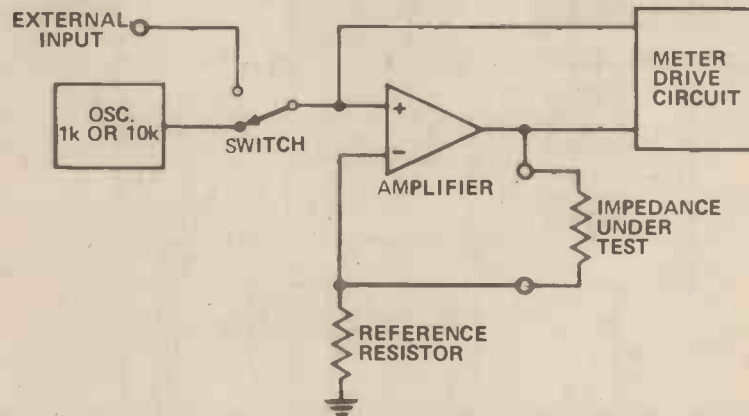 EXTERNAL
INPUT
OSC.
1k OR 10k
SWITCH
+
−
AMPLIFIER
METER
DRIVE
CIRCUIT
IMPEDANCE
UNDER
TEST
REFERENCE
RESISTOR